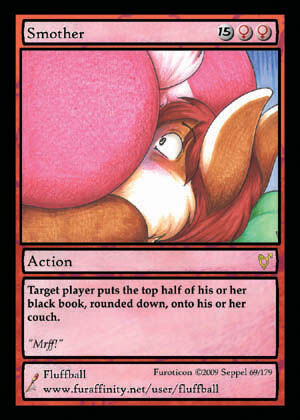 Smother 15
Action
Target player puts the top half of his or her
black book, rounded down, onto his or her
couch.
"Mrff!"
Fluffball Furoticon ©2009 Seppel 69/179
www.furaffinity.net/user/fluffball